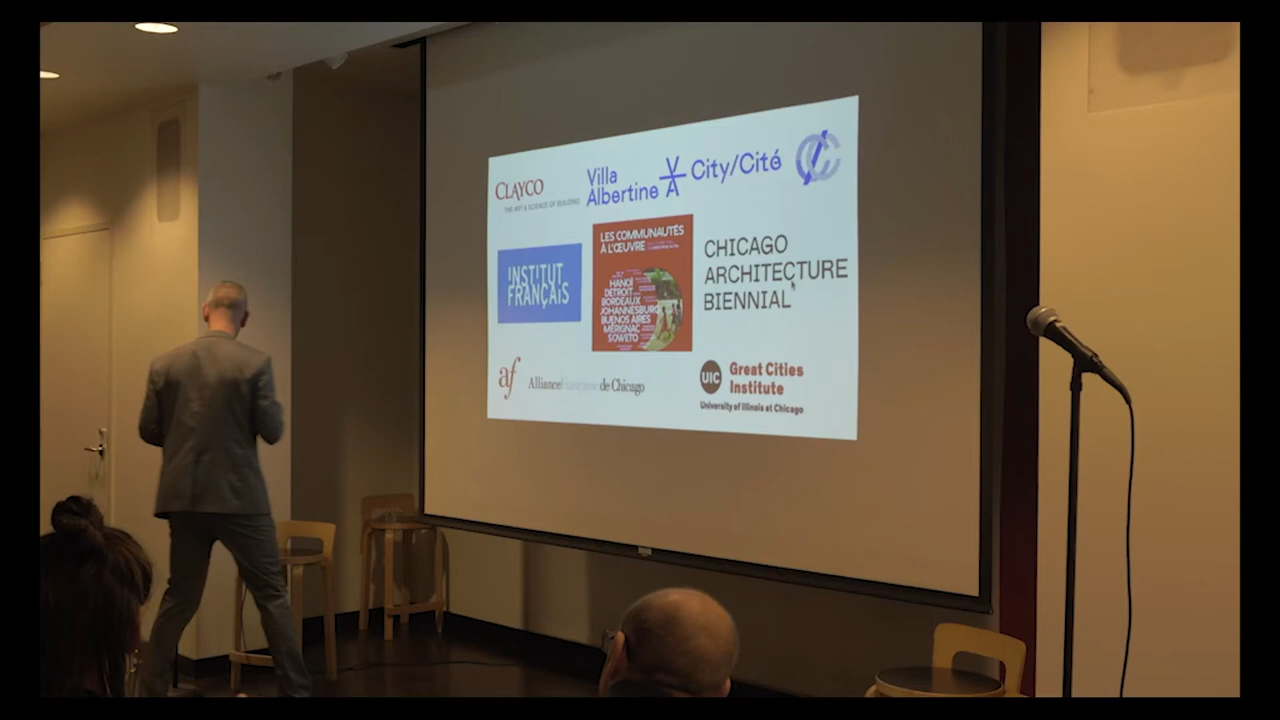 CLAYCO
THE ART & SCIENCE OF BUILDING
Villa
Albertine
VA
City/Cité
INSTITUT
FRANÇAIS
LES COMMUNAUTÉS
À L'ŒUVRE
HANOÏ
DETROIT
BORDEAUX
JOHANNESBURG
BUENOS AIRES
MÉRIGNAC
SOWETO
CHICAGO
ARCHITECTURE
BIENNIAL
af
AllianceFrançaise de Chicago
UIC
Great Cities
Institute
University of Illinois at Chicago